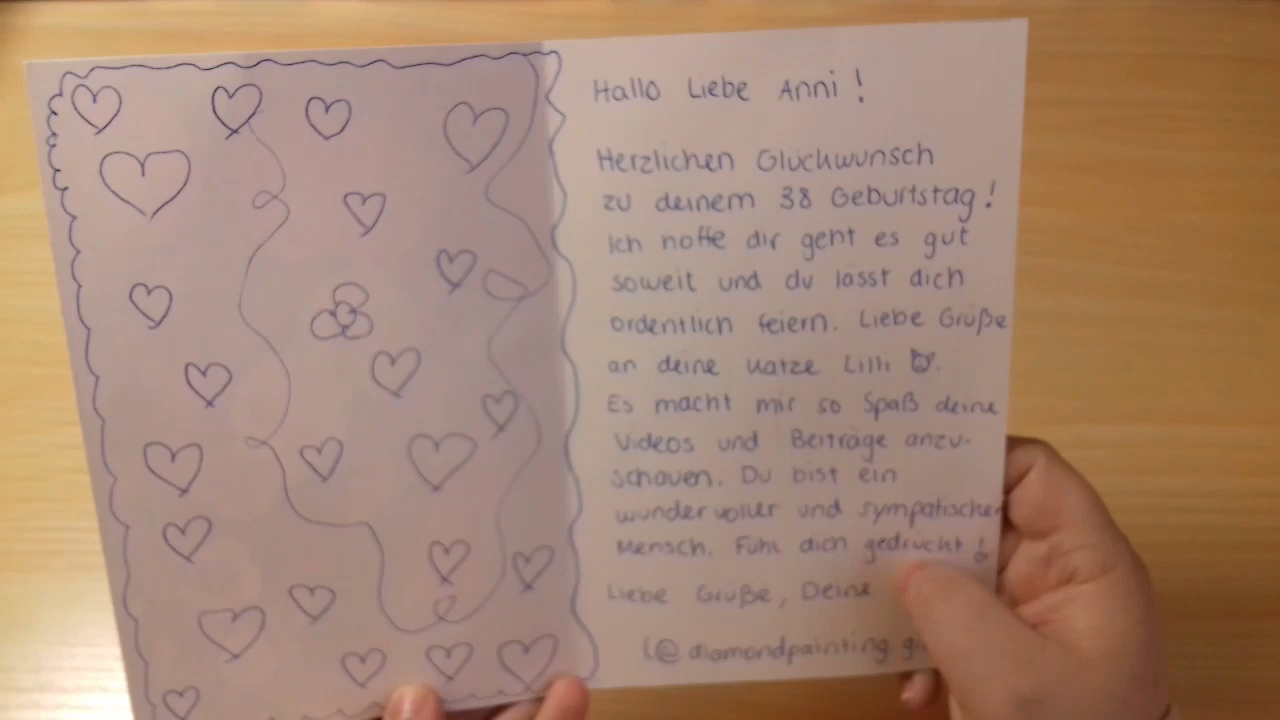 Hallo Liebe Anni!
Herzlichen Glückwunsch
zu deinem 38 Geburtstag!
Ich hoffe dir geht es gut
soweit und du lässt dich
ordentlich feiern. Liebe Grüße
an deine Katze Lilli
Es macht mir so Spaß deine
Videos und Beiträge anzu-
schauen. Du bist ein
wundervoller und sympatischer
Mensch. Fühl dich gedrückt!
Liebe Grüße, Deine
(@diamondpainting.